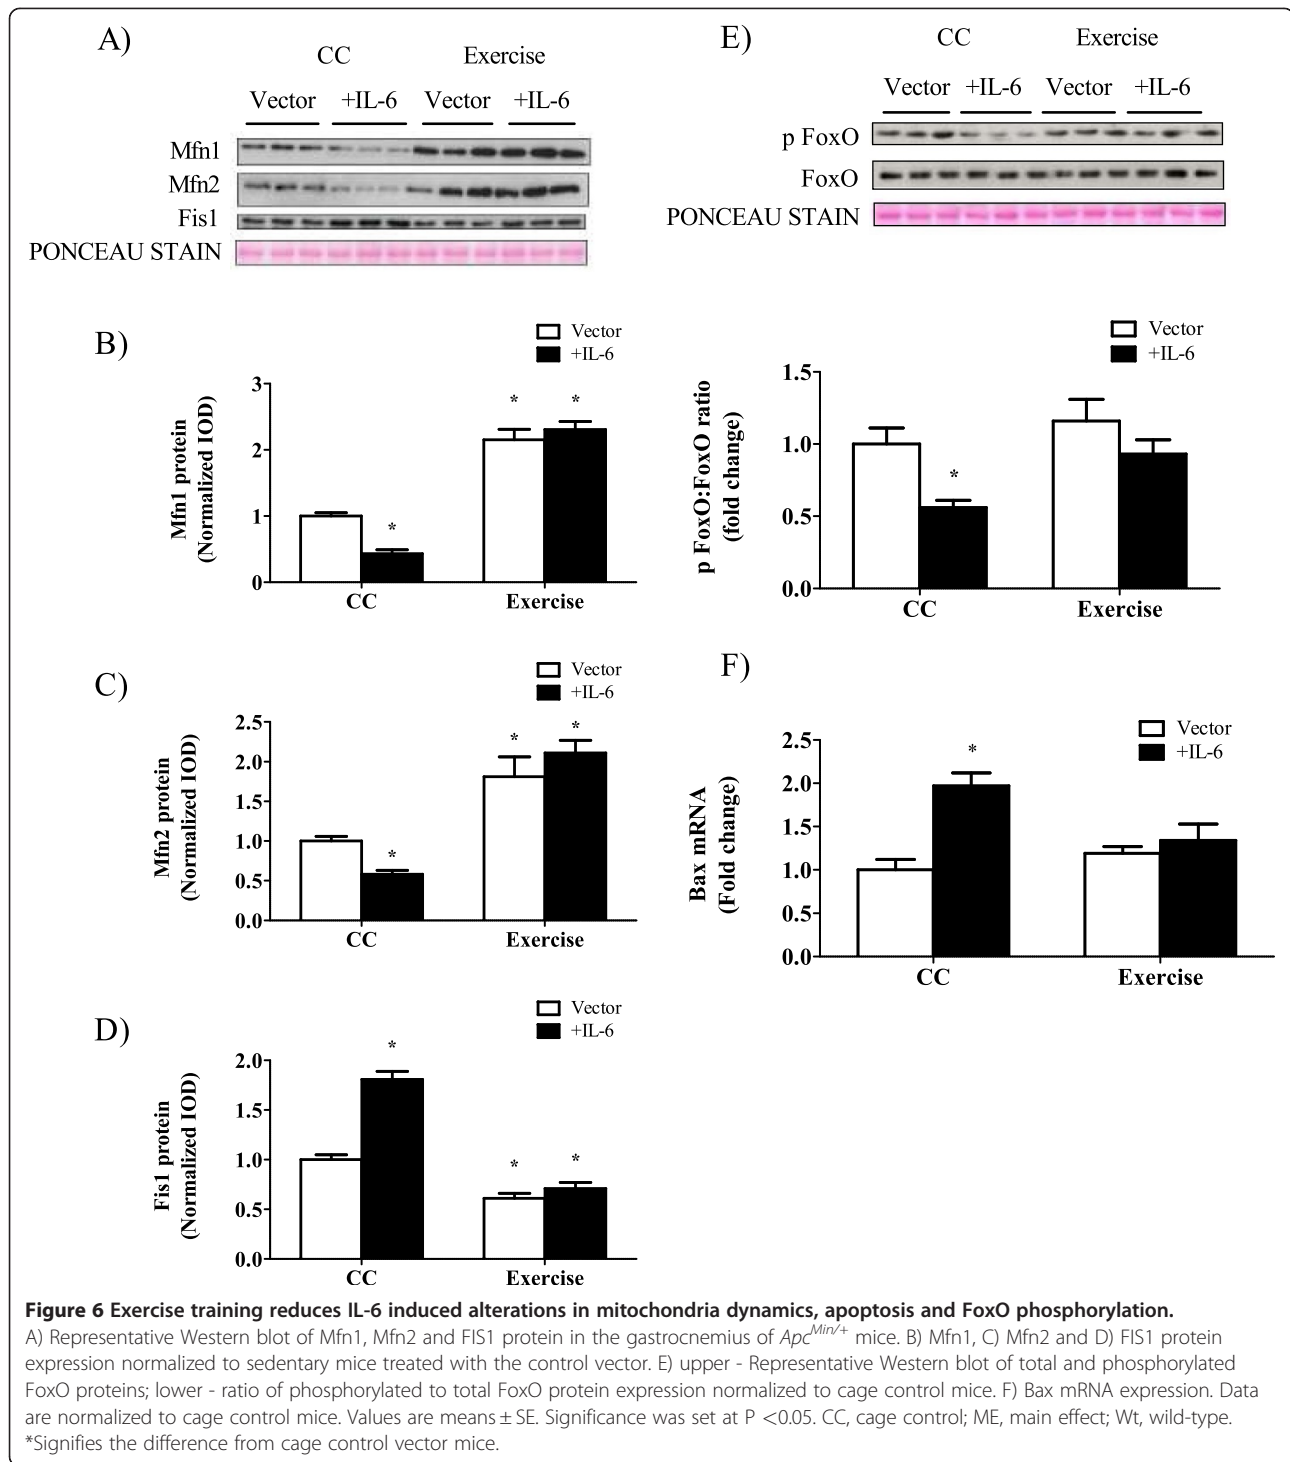 A)
CC Exercise
Vector +IL-6 Vector +IL-6
Mfn1
Mfn2
Fis1
PONCEAU STAIN
E)
CC Exercise
Vector +IL-6 Vector +IL-6
p FoxO
FoxO
PONCEAU STAIN
B)
Vector
+IL-6
Mfn1 protein
(Normalized IOD)
3
2
1
0
*
*
*
CC Exercise
Vector
+IL-6
p FoxO:FoxO ratio
(fold change)
1.5
1.0
0.5
0.0
*
CC Exercise
C)
Vector
+IL-6
Mfn2 protein
(Normalized IOD)
2.5
2.0
1.5
1.0
0.5
0.0
*
*
*
CC Exercise
F)
Vector
+IL-6
Bax mRNA
(Fold change)
2.5
2.0
1.5
1.0
0.5
0.0
*
CC Exercise
D)
Vector
+IL-6
Fis1 protein
(Normalized IOD)
2.0
1.5
1.0
0.5
0.0
*
*
*
CC Exercise
Figure 6 Exercise training reduces IL-6 induced alterations in mitochondria dynamics, apoptosis and FoxO phosphorylation.
A) Representative Western blot of Mfn1, Mfn2 and FIS1 protein in the gastrocnemius of Apc^Min/+ mice. B) Mfn1, C) Mfn2 and D) FIS1 protein
expression normalized to sedentary mice treated with the control vector. E) upper - Representative Western blot of total and phosphorylated
FoxO proteins; lower - ratio of phosphorylated to total FoxO protein expression normalized to cage control mice. F) Bax mRNA expression. Data
are normalized to cage control mice. Values are means ± SE. Significance was set at P <0.05. CC, cage control; ME, main effect; Wt, wild-type.
*Signifies the difference from cage control vector mice.